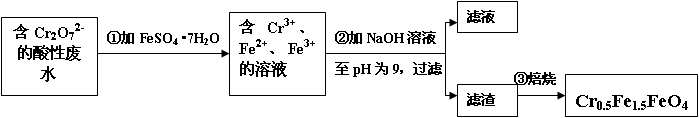 含 Cr₂O₇²⁻
的酸性废
水
①加 FeSO₄·7H₂O
含 Cr³⁺、
Fe²⁺、Fe³⁺
的溶液
②加 NaOH 溶液
至 pH 为 9，过滤
滤液
滤渣
③焙烧
Cr₀.₅Fe₁.₅FeO₄